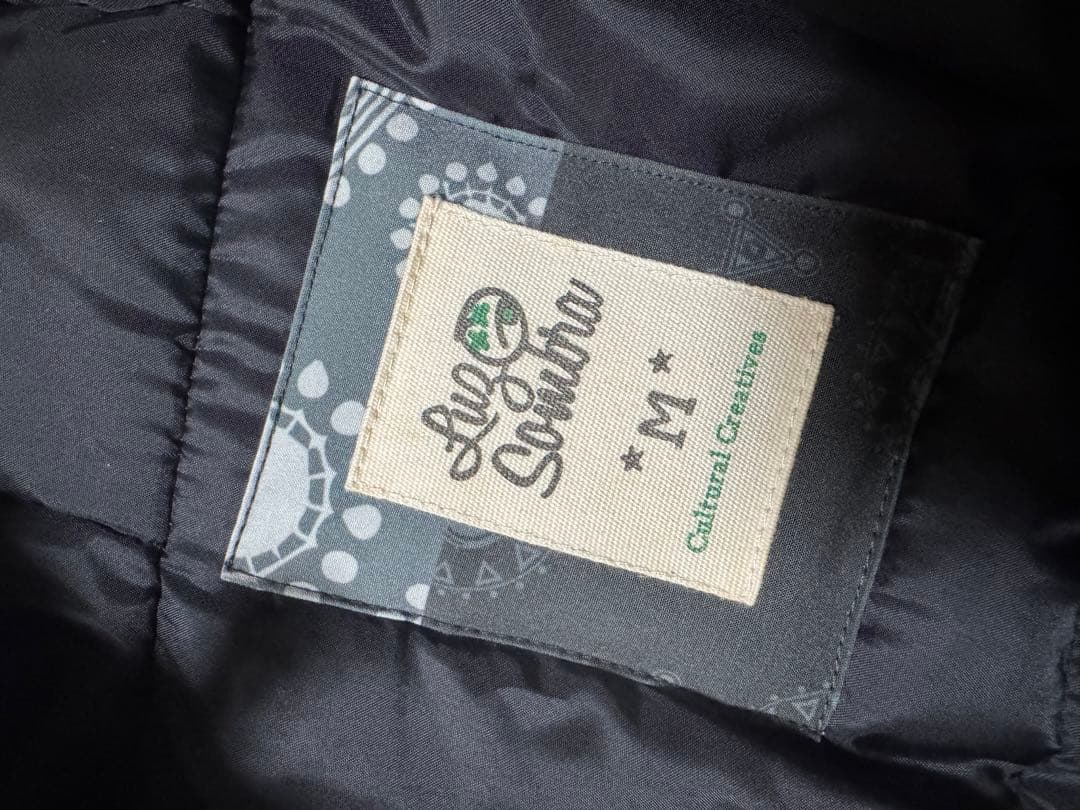 Luz
Sombra
★ M ★
Cultural Creatives